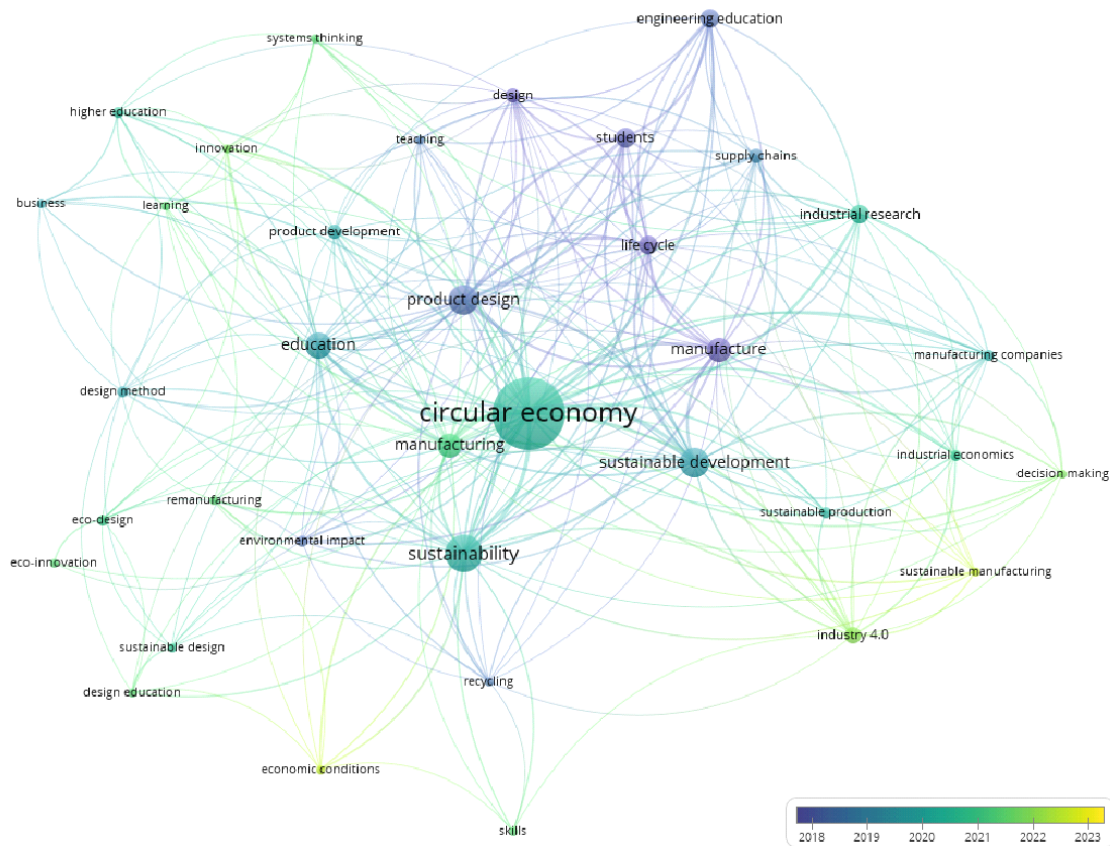 engineering education
systems thinking
design
higher education
students
teaching
innovation
supply chains
business
learning
industrial research
product development
life cycle
product design
education
manufacture
manufacturing companies
design method
circular economy
manufacturing
industrial economics
sustainable development
decision making
remanufacturing
sustainable production
eco-design
environmental impact
sustainability
eco-innovation
sustainable manufacturing
industry 4.0
sustainable design
recycling
design education
economic conditions
skills
2018 2019 2020 2021 2022 2023